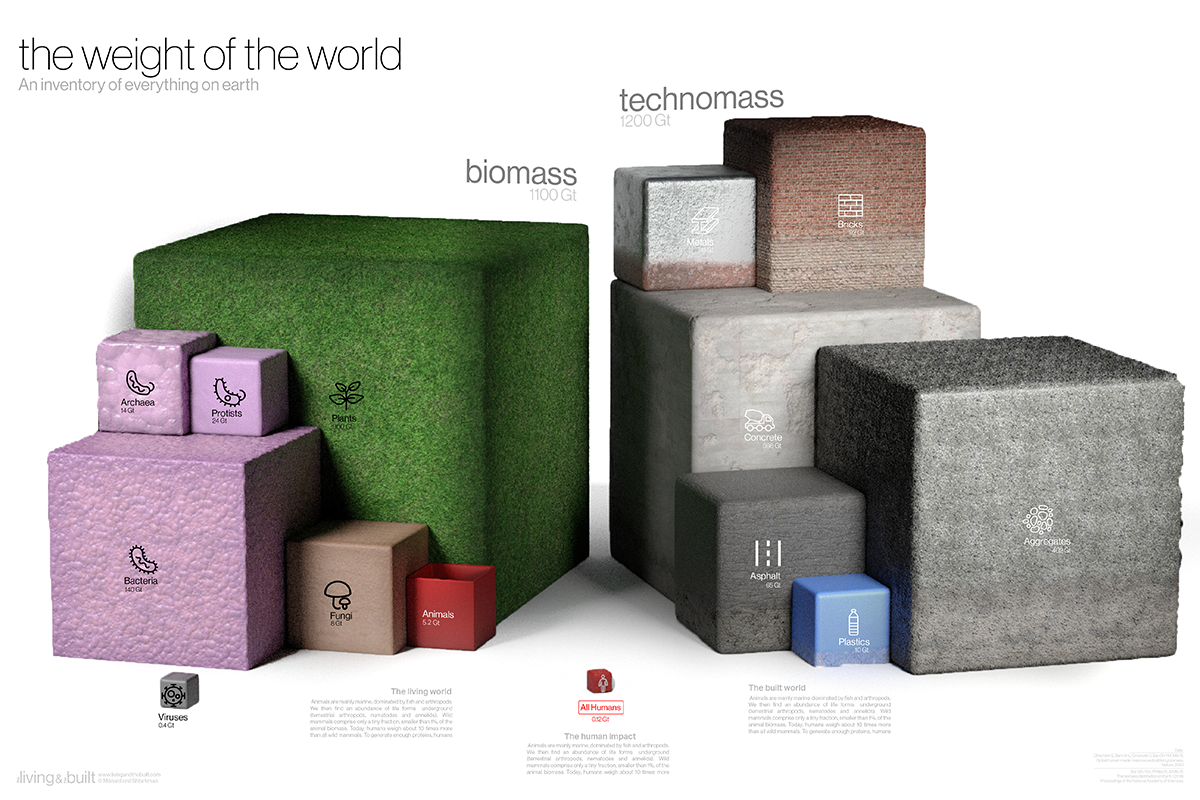 the weight of the world
An inventory of everything on earth
technomass
1200 Gt
biomass
1100 Gt
Metals
Bricks
Archaea
14 Gt
Protists
24 Gt
Plants
Concrete
Bacteria
140 Gt
Fungi
8 Gt
Animals
5.2 Gt
Asphalt
65 Gt
Plastics
10 Gt
Aggregates
Viruses
0.4 Gt
All Humans
0.12 Gt
The living world
Animals are mainly marine, dominated by fish and arthropods.
We then find an abundance of life forms underground
(terrestrial arthropods, nematodes and annelids). Wild
mammals comprise only a tiny fraction, smaller than 1%, of the
animal biomass. Today, humans weigh about 10 times more
than all wild mammals. To generate enough proteins, humans
The human impact
Animals are mainly marine, dominated by fish and arthropods.
We then find an abundance of life forms underground
(terrestrial arthropods, nematodes and annelids). Wild
mammals comprise only a tiny fraction, smaller than 1%, of the
animal biomass. Today, humans weigh about 10 times more
The built world
Animals are mainly marine, dominated by fish and arthropods.
We then find an abundance of life forms underground
(terrestrial arthropods, nematodes and annelids). Wild
mammals comprise only a tiny fraction, smaller than 1%, of the
animal biomass. Today, humans weigh about 10 times more
than all wild mammals. To generate enough proteins, humans
living & built
www.livingandbuilt.com